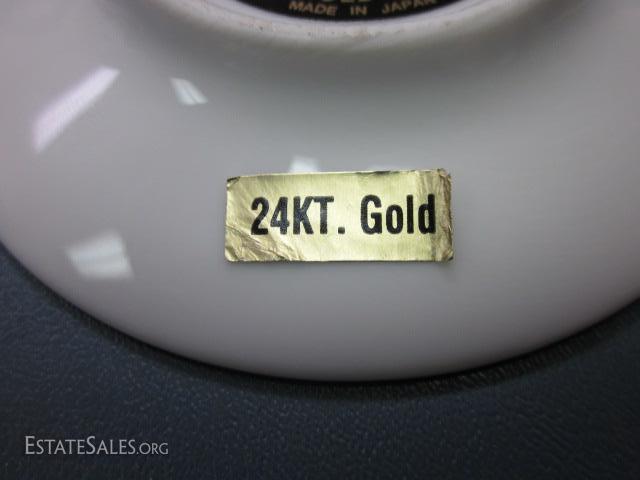 MADE IN JAPAN
24KT. Gold
ESTATESALES.ORG